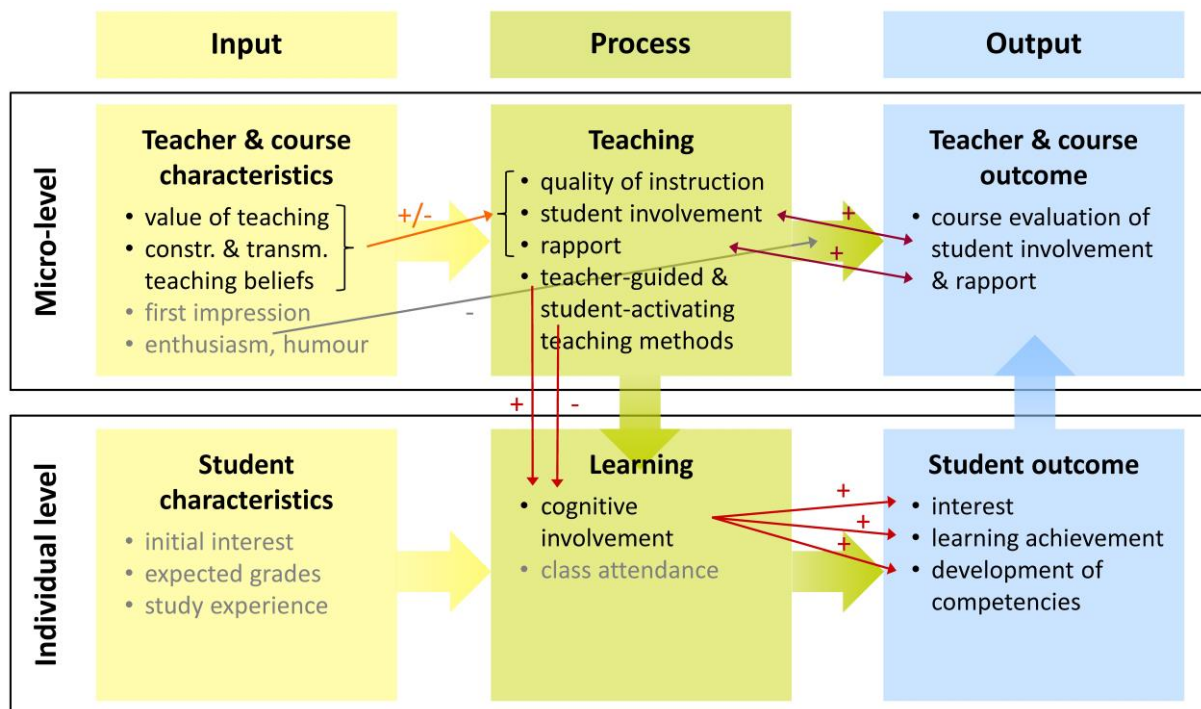 Input
Process
Output
Micro-level
Teacher & course
characteristics
• value of teaching
• constr. & transm.
teaching beliefs
• first impression
• enthusiasm, humour
+/-
-
Teaching
• quality of instruction
• student involvement
• rapport
• teacher-guided &
student-activating
teaching methods
+
+
Teacher & course
outcome
• course evaluation of
student involvement
& rapport
+
-
Individual level
Student
characteristics
• initial interest
• expected grades
• study experience
Learning
• cognitive
involvement
• class attendance
+
+
+
Student outcome
• interest
• learning achievement
• development of
competencies